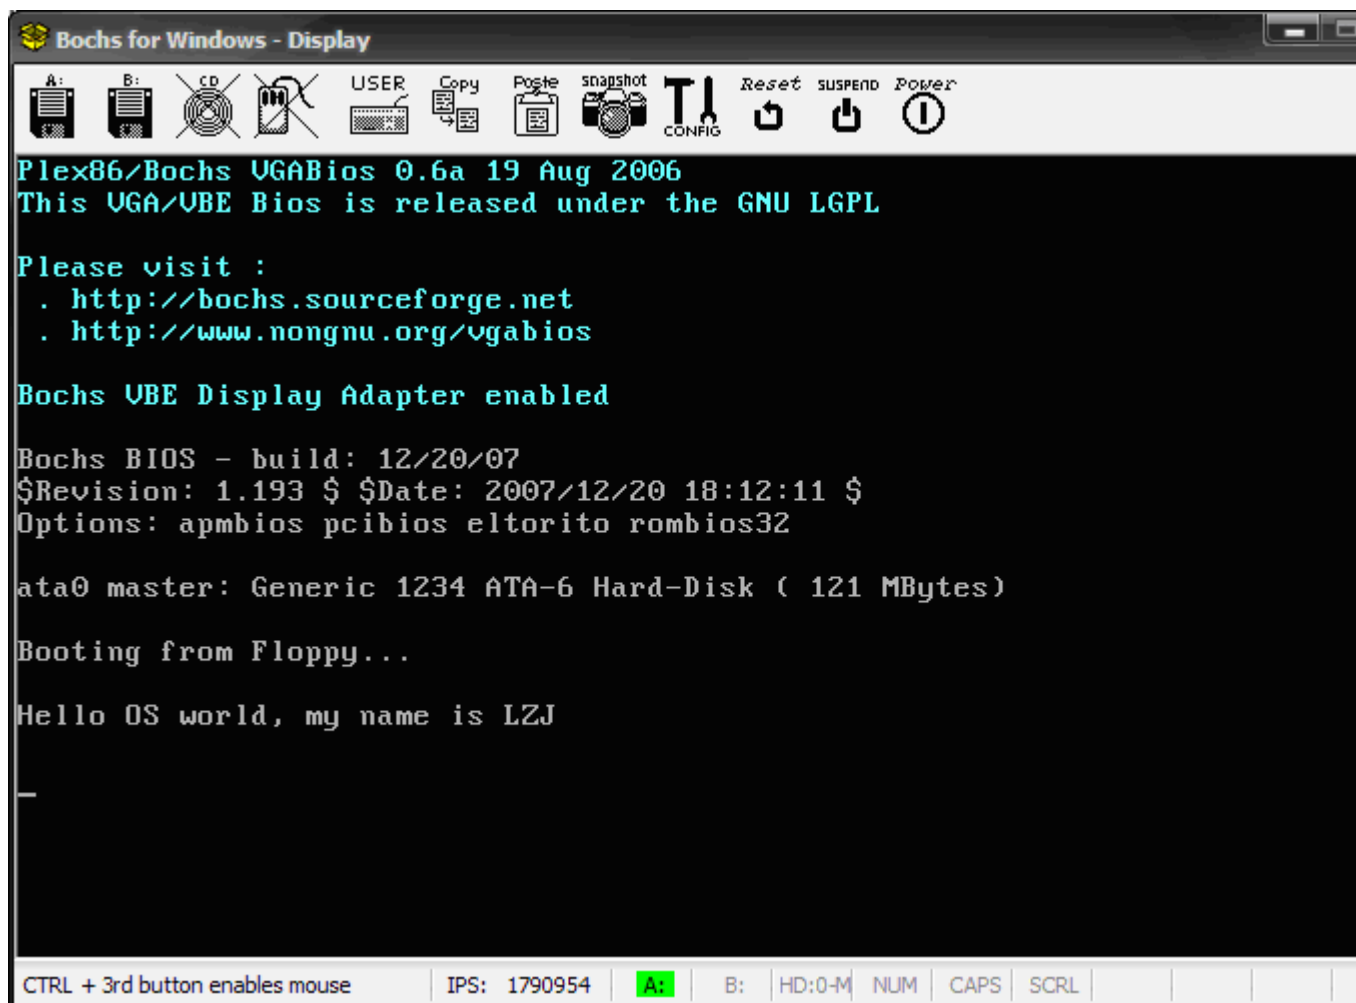 Bochs for Windows - Display
A: B: CD USER Copy Paste snapshot CONFIG Reset SUSPEND Power
Plex86/Bochs VGABios 0.6a 19 Aug 2006
This VGA/VBE Bios is released under the GNU LGPL
Please visit :
. http://bochs.sourceforge.net
. http://www.nongnu.org/vgabios
Bochs VBE Display Adapter enabled
Bochs BIOS - build: 12/20/07
$Revision: 1.193 $ $Date: 2007/12/20 18:12:11 $
Options: apmbios pcibios eltorito rombios32
ata0 master: Generic 1234 ATA-6 Hard-Disk ( 121 MBytes)
Booting from Floppy...
Hello OS world, my name is LZJ
_
CTRL + 3rd button enables mouse IPS: 1790954 A: B: HD:0-M NUM CAPS SCRL